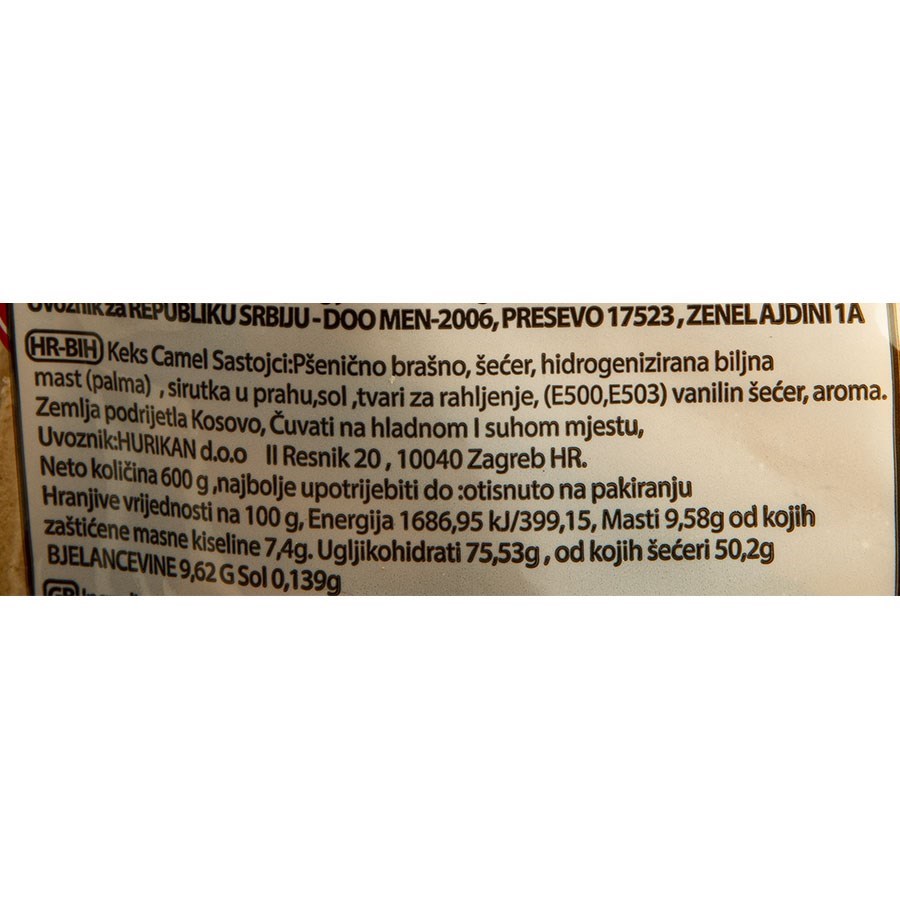 Uvoznik za REPUBLIKU SRBIJU - DOO MEN-2006, PRESEVO 17523 , ZENEL AJDINI 1A
HR-BIH Keks Camel Sastojci:Pšenično brašno, šećer, hidrogenizirana biljna
mast (palma) , sirutka u prahu,sol ,tvari za rahljenje, (E500,E503) vanilin šećer, aroma.
Zemlja podrijetla Kosovo, Čuvati na hladnom I suhom mjestu,
Uvoznik:HURIKAN d.o.o II Resnik 20 , 10040 Zagreb HR.
Neto količina 600 g ,najbolje upotrijebiti do :otisnuto na pakiranju
Hranjive vrijednosti na 100 g, Energija 1686,95 kJ/399,15, Masti 9,58g od kojih
zaštićene masne kiseline 7,4g. Ugljikohidrati 75,53g , od kojih šećeri 50,2g
BJELANCEVINE 9,62 G Sol 0,139g